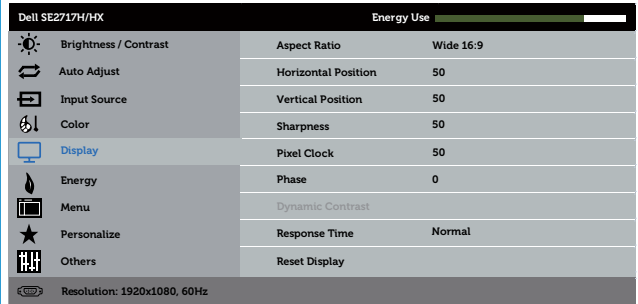 Dell SE2717H/HX Energy Use
Brightness / Contrast Aspect Ratio Wide 16:9
Auto Adjust Horizontal Position 50
Input Source Vertical Position 50
Color Sharpness 50
Display Pixel Clock 50
Energy Phase 0
Menu Dynamic Contrast
Personalize Response Time Normal
Others Reset Display
Resolution: 1920x1080, 60Hz